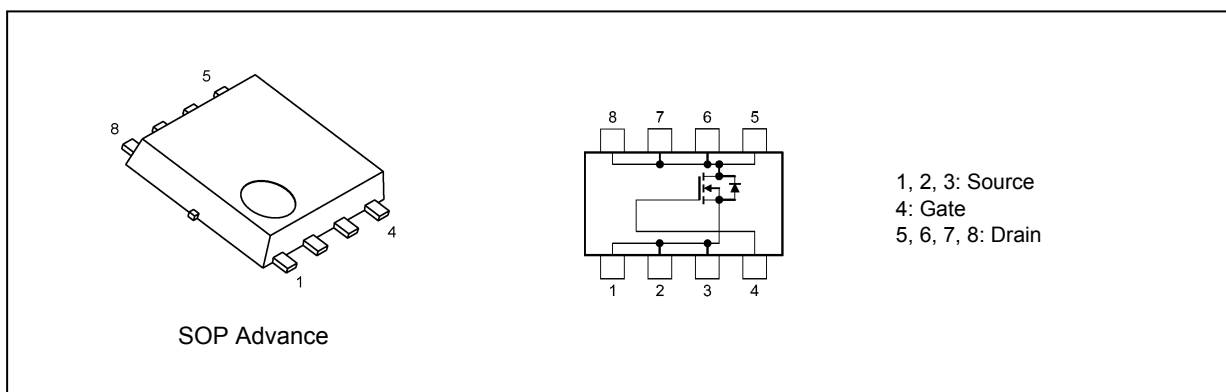 5
8
4
1
SOP Advance
8 7 6 5
1 2 3 4
1, 2, 3: Source
4: Gate
5, 6, 7, 8: Drain